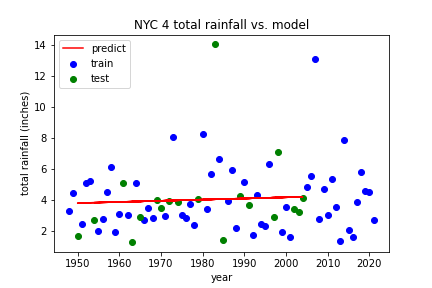 NYC 4 total rainfall vs. model
predict
train
test
14
12
10
8
6
4
2
total rainfall (inches)
1950 1960 1970 1980 1990 2000 2010 2020
year